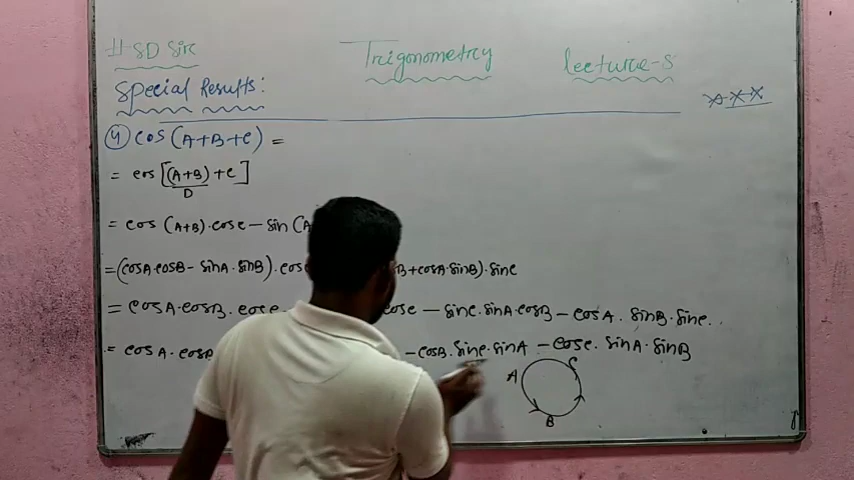 #SD Sir Trigonometry lecture-5
Special Results:
4) cos (A+B+C) =
= cos [(A+B) + C]
D
= cos (A+B)·cosC - sin (A
= (cosA·cosB - sinA·sinB)·cosC B + cosA·sinB)·sinC
= cosA·cosB·cosC cosC - sinC·sinA·cosB - cosA·sinB·sinC.
= cosA·cosB - cosB·sinC·sinA - cosC·sinA·sinB
A C
B